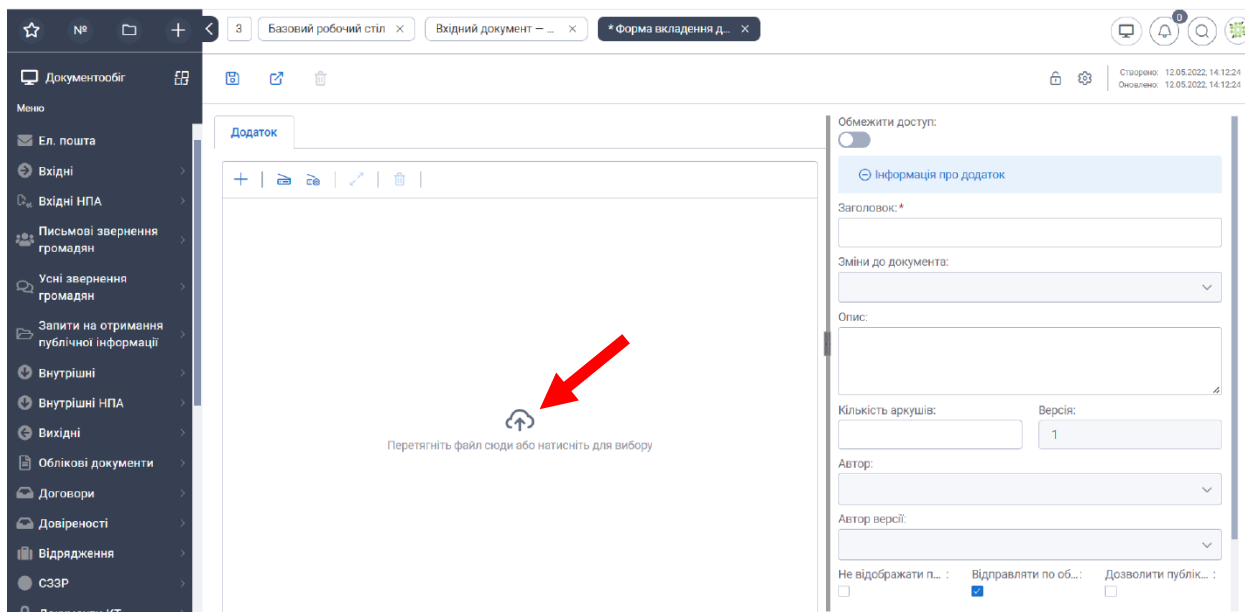 №
3
Базовий робочий стіл
Вхідний документ — ...
* Форма вкладення д...
0
Документообіг
Створено: 12.05.2022, 14:12:24
Оновлено: 12.05.2022, 14:12:24
Меню
Ел. пошта
Вхідні
Вхідні НПА
Письмові звернення
громадян
Усні звернення
громадян
Запити на отримання
публічної інформації
Внутрішні
Внутрішні НПА
Вихідні
Облікові документи
Договори
Довіреності
Відрядження
СЗЗР
Додаток
Перетягніть файл сюди або натисніть для вибору
Обмежити доступ:
Інформація про додаток
Заголовок:*
Зміни до документа:
Опис:
Кількість аркушів:
Версія:
1
Автор:
Автор версії:
Не відображати п... :
Відправляти по об...:
Дозволити публік... :